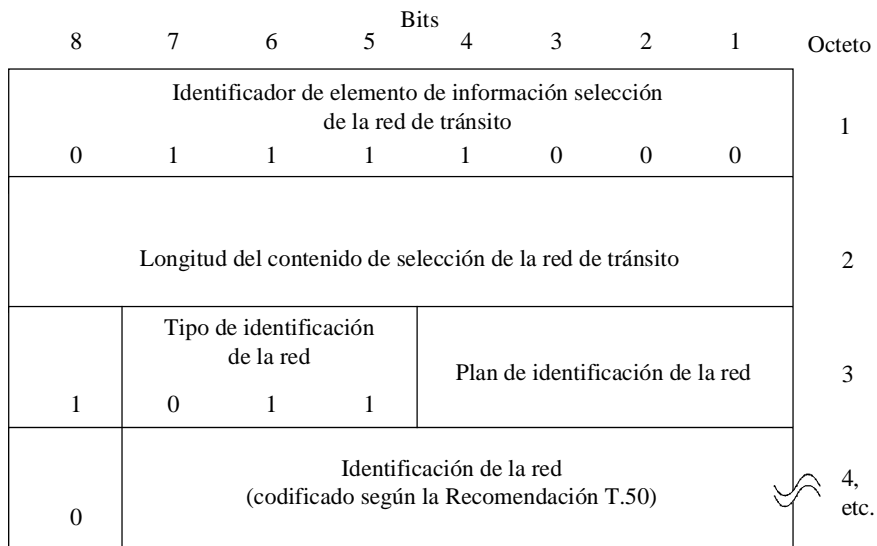 Bits
8 7 6 5 4 3 2 1 Octeto
Identificador de elemento de información selección
de la red de tránsito
1
0 1 1 1 1 0 0 0
Longitud del contenido de selección de la red de tránsito
2
Tipo de identificación
de la red
Plan de identificación de la red
3
1 0 1 1
Identificación de la red
(codificado según la Recomendación T.50)
4,
etc.
0